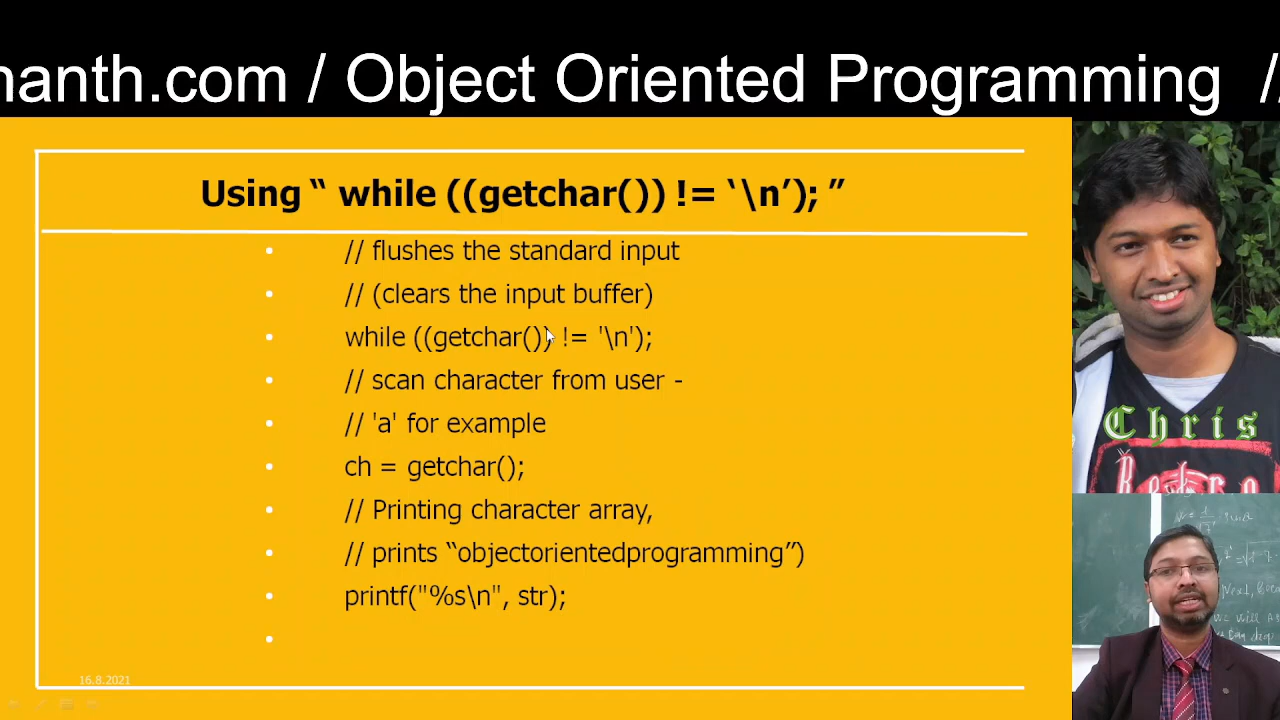 nanth.com / Object Oriented Programming //
Using “ while ((getchar()) != ‘\n’); ”
// flushes the standard input
// (clears the input buffer)
while ((getchar()) != '\n');
// scan character from user -
// 'a' for example
ch = getchar();
// Printing character array,
// prints “objectorientedprogramming”)
printf("%s\n", str);
16.8.2021
Chris